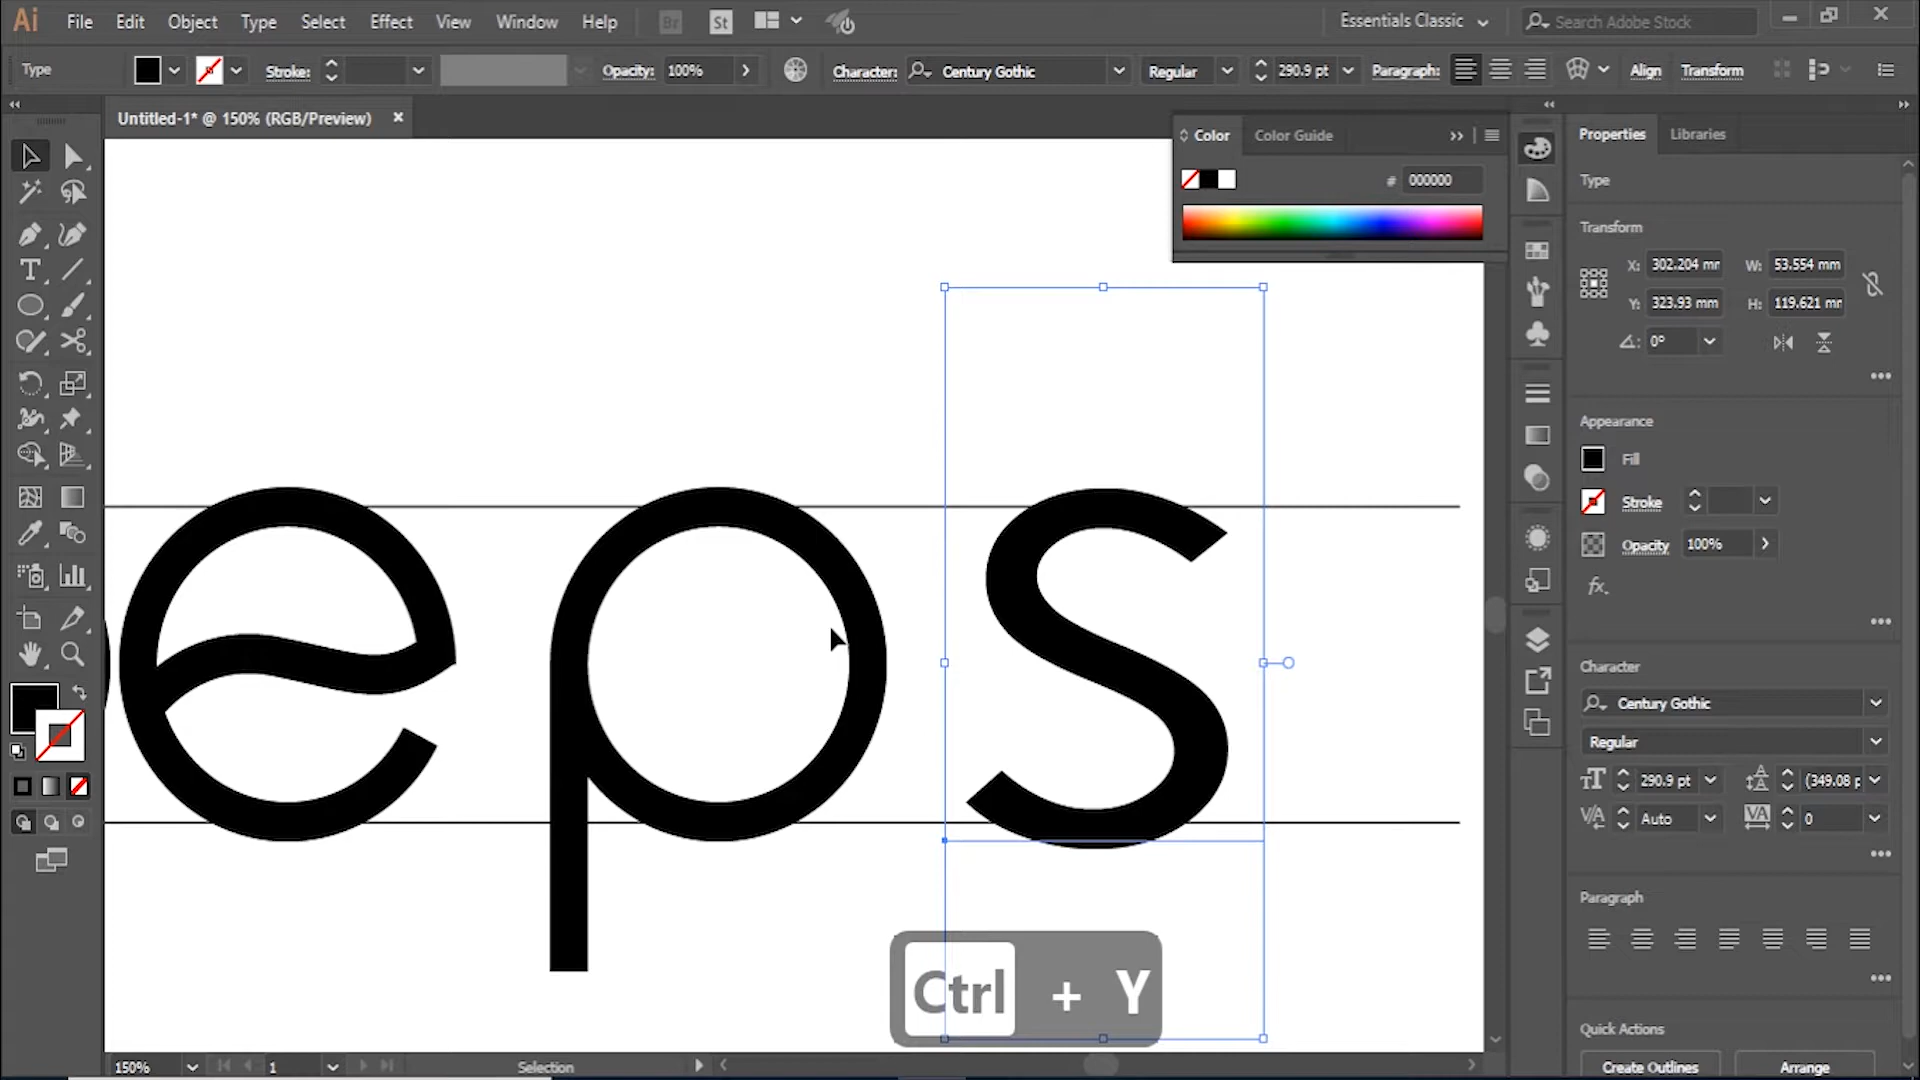 Ai File Edit Object Type Select Effect View Window Help Br St Essentials Classic Search Adobe Stock
Type Stroke: Opacity: 100% Character: Century Gothic Regular 290.9 pt Paragraph: Align Transform
Untitled-1* @ 150% (RGB/Preview)
Color Color Guide
# 000000
Properties Libraries
Type
Transform
X: 302.204 mm W: 53.554 mm
Y: 323.93 mm H: 119.621 mm
0°
Appearance
Fill
Stroke
Opacity 100%
fx.
Character
Century Gothic
Regular
290.9 pt (349.08 p
Auto 0
Paragraph
Quick Actions
Create Outlines Arrange
eps
Ctrl + Y
150% 1 Selection